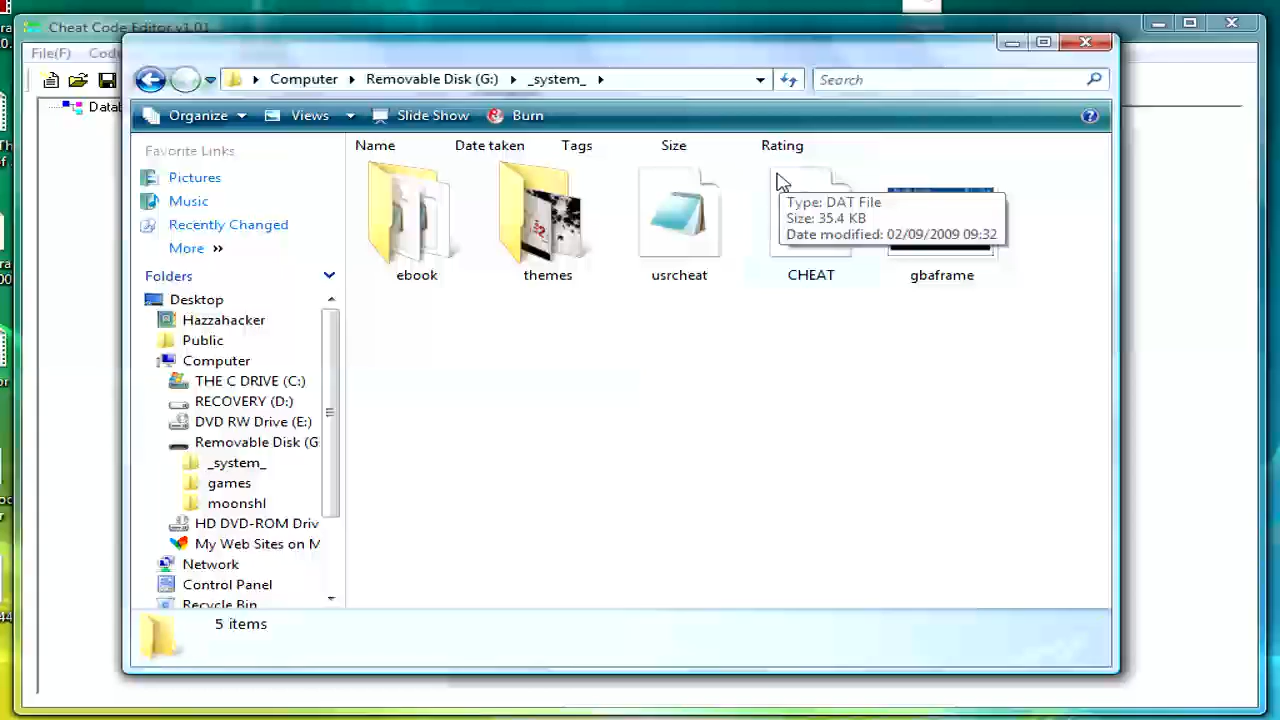 Cheat Code Editor v1.01
File(F)
Computer
Removable Disk (G:)
_system_
Search
Organize
Views
Slide Show
Burn
Favorite Links
Name
Date taken
Tags
Size
Rating
Pictures
Music
Recently Changed
More
Folders
Type: DAT File
Size: 35.4 KB
Date modified: 02/09/2009 09:32
ebook
themes
usrcheat
CHEAT
gbaframe
Desktop
Hazzahacker
Public
Computer
THE C DRIVE (C:)
RECOVERY (D:)
DVD RW Drive (E:)
Removable Disk (G
_system_
games
moonshl
HD DVD-ROM Driv
My Web Sites on M
Network
Control Panel
Recycle Bin
5 items